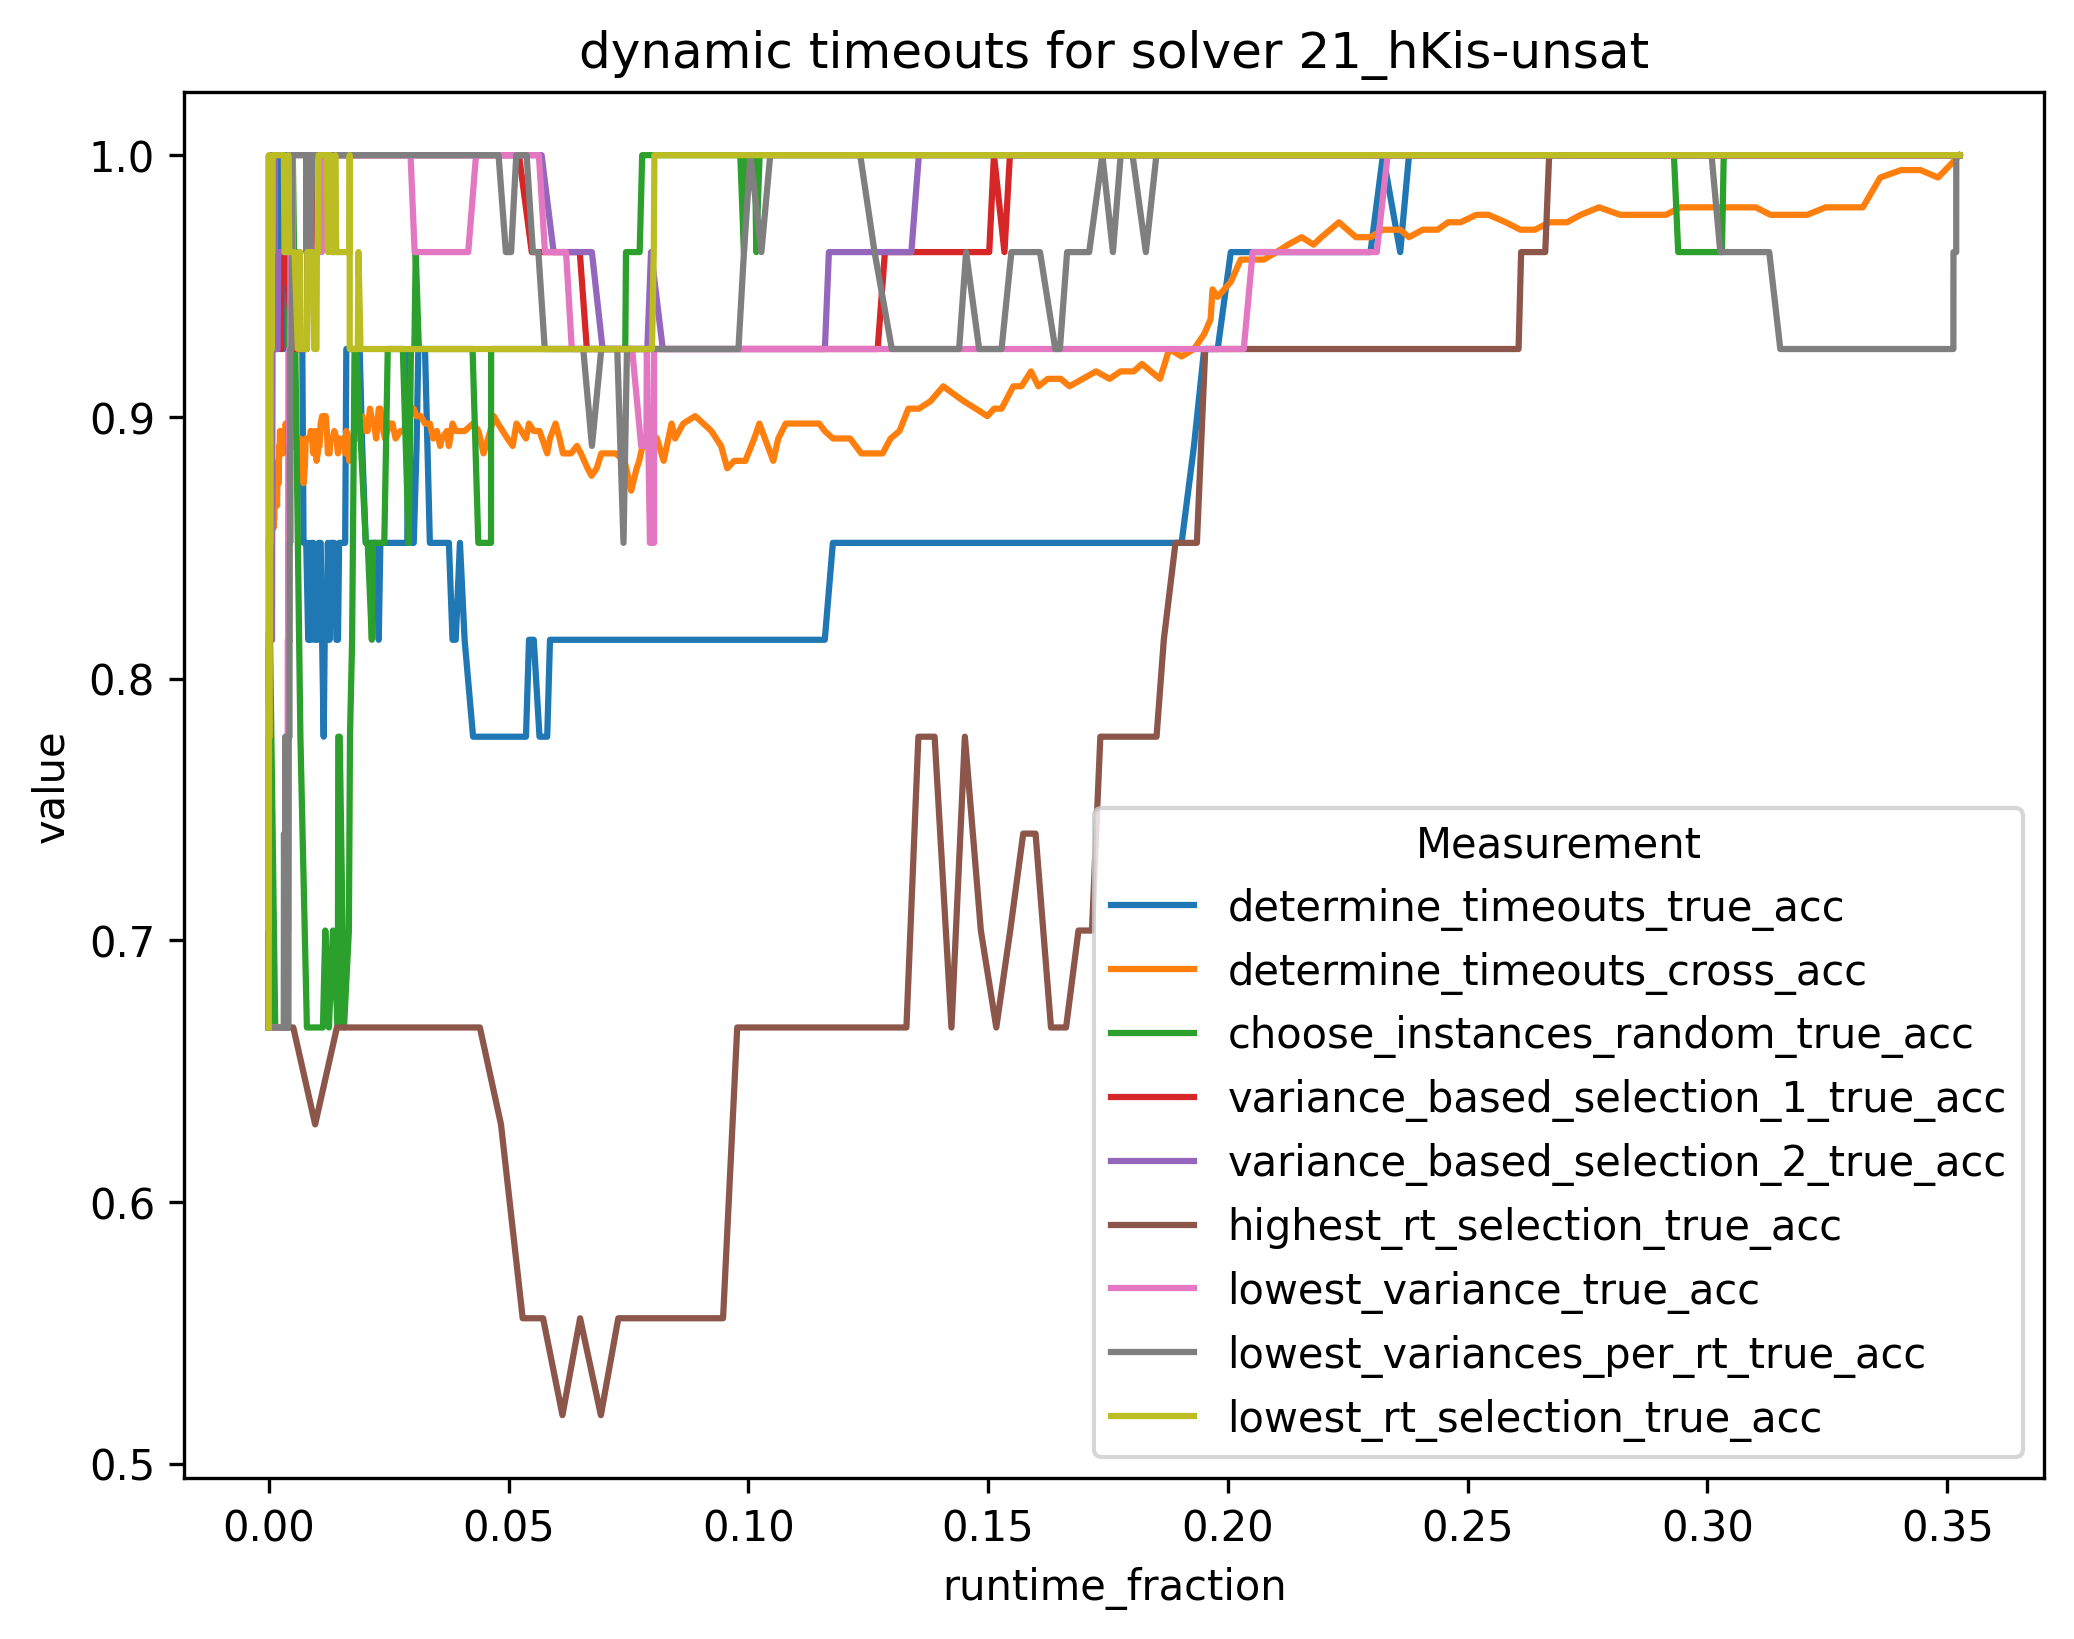 dynamic timeouts for solver 21_hKis-unsat
1.0
0.9
0.8
0.7
0.6
0.5
value
0.00 0.05 0.10 0.15 0.20 0.25 0.30 0.35
runtime_fraction
Measurement
determine_timeouts_true_acc
determine_timeouts_cross_acc
choose_instances_random_true_acc
variance_based_selection_1_true_acc
variance_based_selection_2_true_acc
highest_rt_selection_true_acc
lowest_variance_true_acc
lowest_variances_per_rt_true_acc
lowest_rt_selection_true_acc